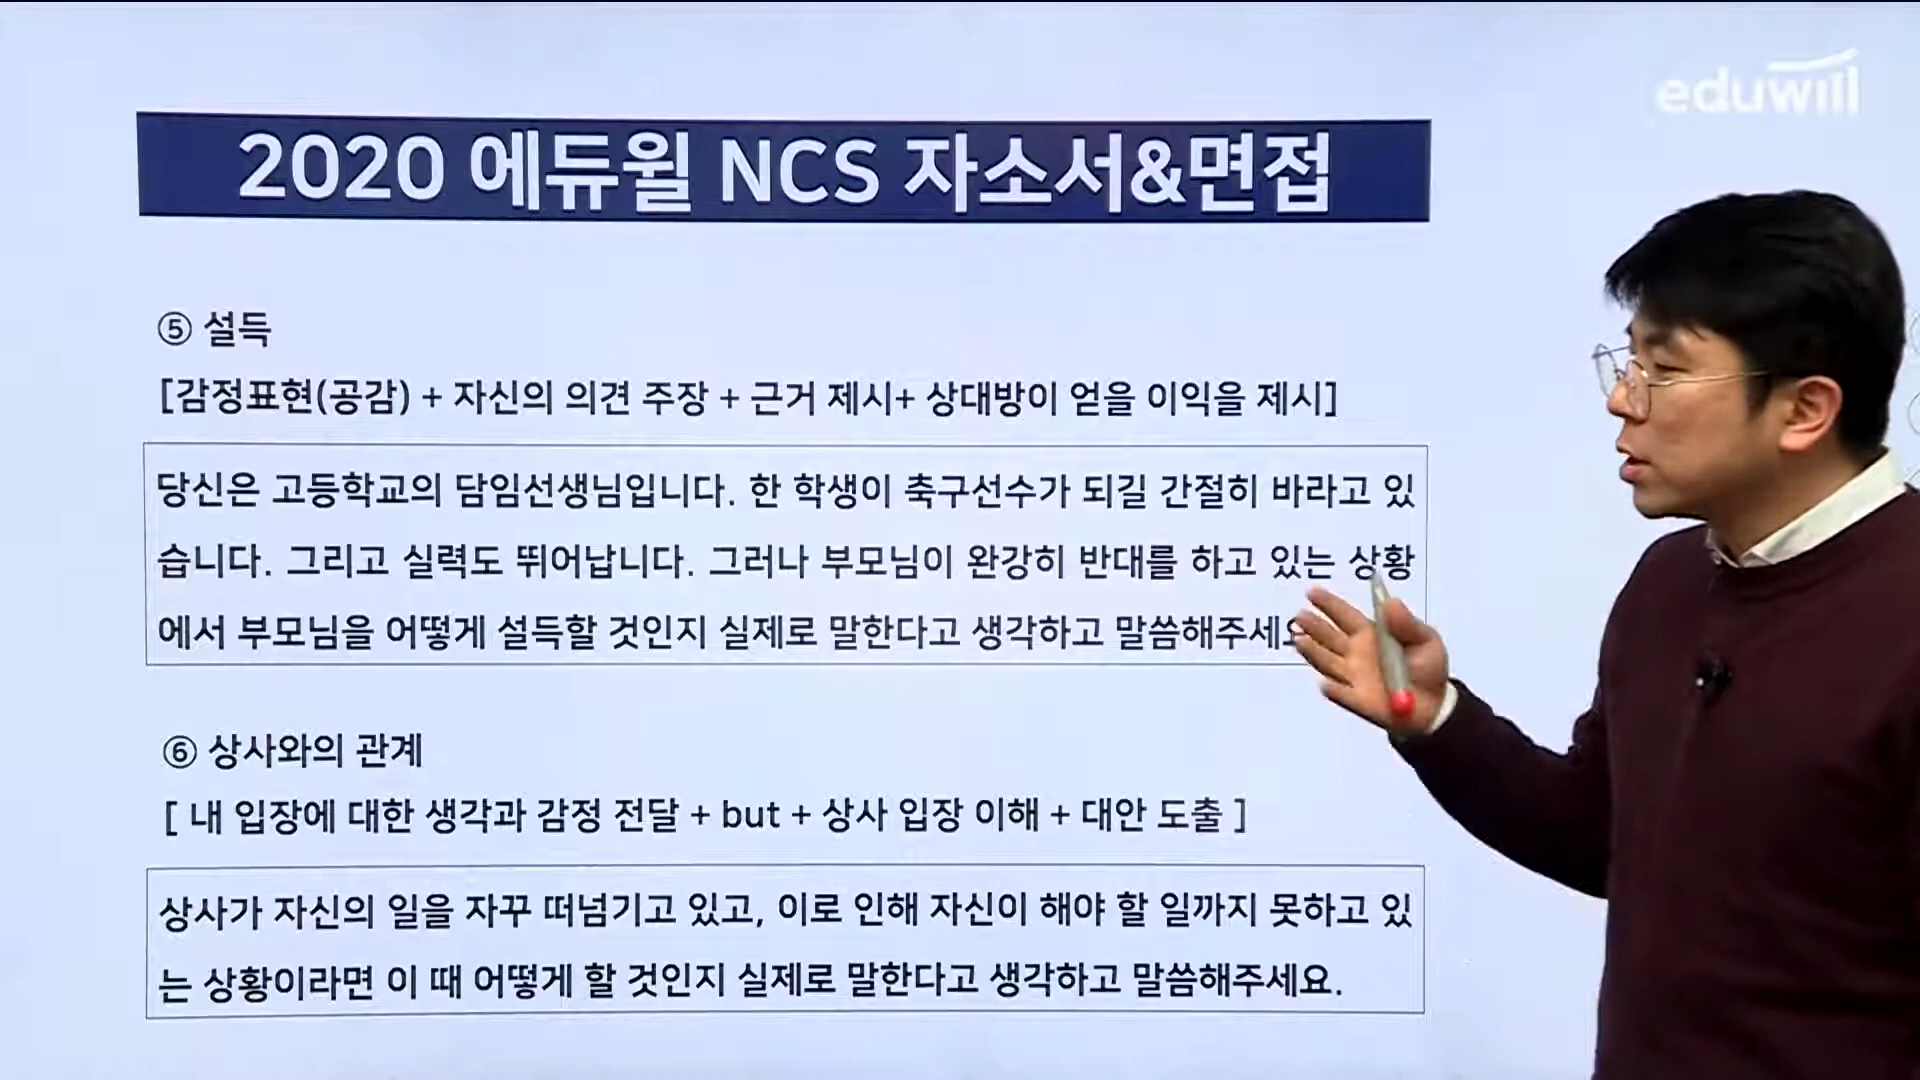 eduwill
2020 에듀윌 NCS 자소서&면접
⑤ 설득
[감정표현(공감) + 자신의 의견 주장 + 근거 제시+ 상대방이 얻을 이익을 제시]
당신은 고등학교의 담임선생님입니다. 한 학생이 축구선수가 되길 간절히 바라고 있
습니다. 그리고 실력도 뛰어납니다. 그러나 부모님이 완강히 반대를 하고 있는 상황
에서 부모님을 어떻게 설득할 것인지 실제로 말한다고 생각하고 말씀해주세요
⑥ 상사와의 관계
[ 내 입장에 대한 생각과 감정 전달 + but + 상사 입장 이해 + 대안 도출 ]
상사가 자신의 일을 자꾸 떠넘기고 있고, 이로 인해 자신이 해야 할 일까지 못하고 있
는 상황이라면 이 때 어떻게 할 것인지 실제로 말한다고 생각하고 말씀해주세요.